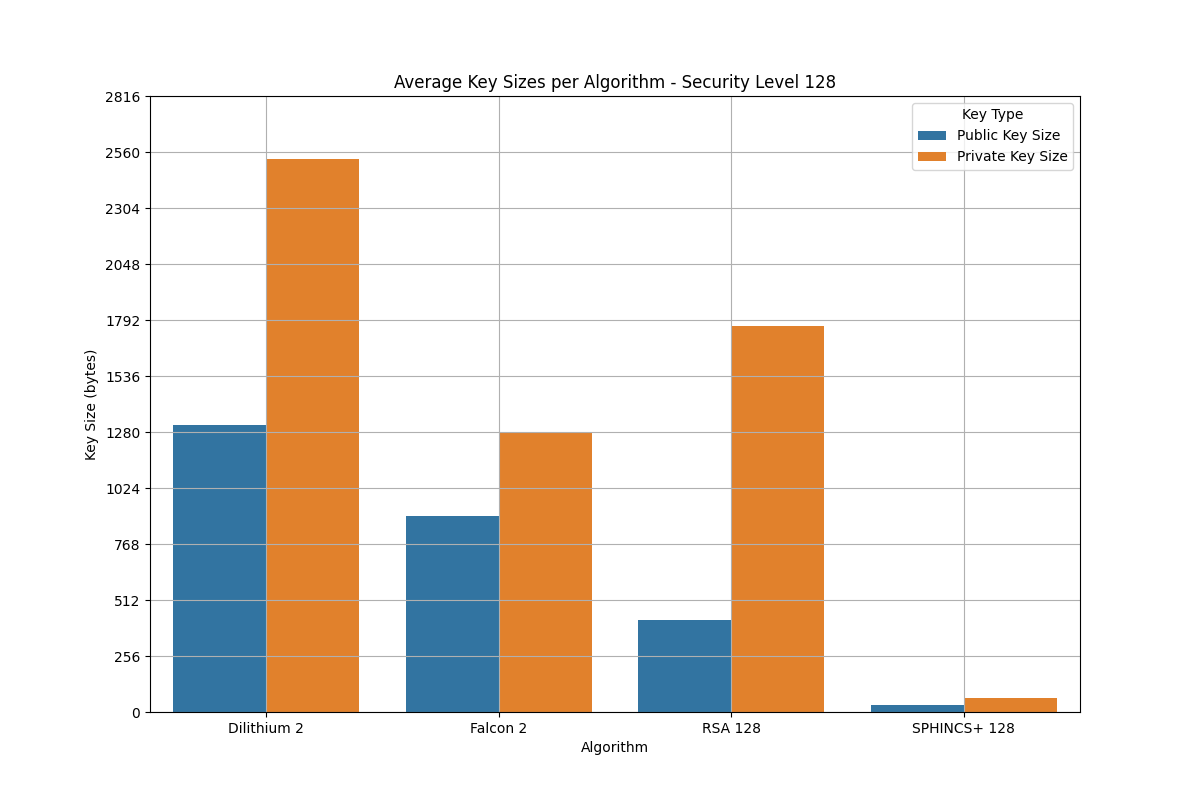 Average Key Sizes per Algorithm - Security Level 128
Key Type
Public Key Size
Private Key Size
Key Size (bytes)
2816
2560
2304
2048
1792
1536
1280
1024
768
512
256
0
Dilithium 2
Falcon 2
RSA 128
SPHINCS+ 128
Algorithm